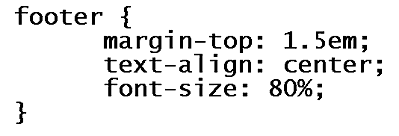 footer {
      margin-top: 1.5em;
      text-align: center;
      font-size: 80%;
}